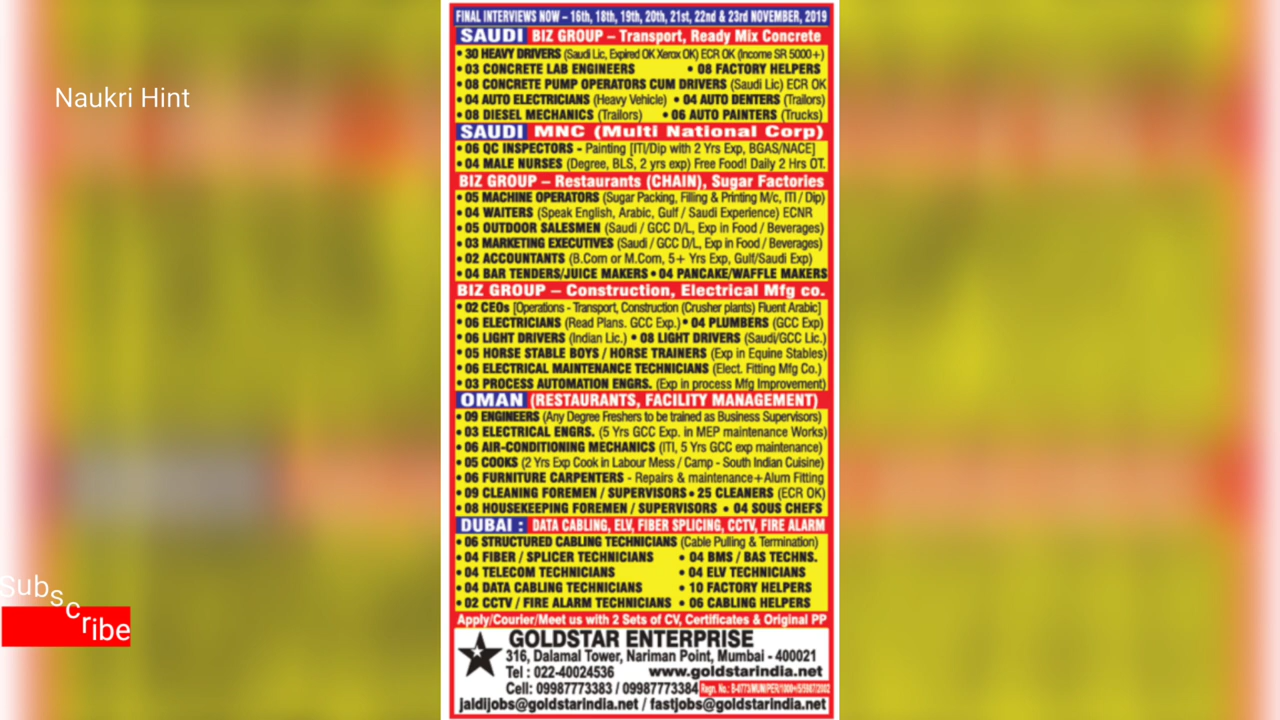 Naukri Hint
Subscribe
FINAL INTERVIEWS NOW – 16th, 18th, 19th, 20th, 21st, 22nd & 23rd NOVEMBER, 2019
SAUDI BIZ GROUP – Transport, Ready Mix Concrete
• 30 HEAVY DRIVERS (Saudi Lic, Expired OK Xerox OK) ECR OK (Income SR 5000+)
• 03 CONCRETE LAB ENGINEERS • 08 FACTORY HELPERS
• 08 CONCRETE PUMP OPERATORS CUM DRIVERS (Saudi Lic) ECR OK
• 04 AUTO ELECTRICIANS (Heavy Vehicle) • 04 AUTO DENTERS (Trailors)
• 08 DIESEL MECHANICS (Trailors) • 06 AUTO PAINTERS (Trucks)
SAUDI MNC (Multi National Corp)
• 06 QC INSPECTORS - Painting [ITI/Dip with 2 Yrs Exp, BGAS/NACE]
• 04 MALE NURSES (Degree, BLS, 2 yrs exp) Free Food! Daily 2 Hrs OT.
BIZ GROUP – Restaurants (CHAIN), Sugar Factories
• 05 MACHINE OPERATORS (Sugar Packing, Filling & Printing M/c, ITI / Dip)
• 04 WAITERS (Speak English, Arabic, Gulf / Saudi Experience) ECNR
• 05 OUTDOOR SALESMEN (Saudi / GCC D/L, Exp in Food / Beverages)
• 03 MARKETING EXECUTIVES (Saudi / GCC D/L, Exp in Food / Beverages)
• 02 ACCOUNTANTS (B.Com or M.Com, 5+ Yrs Exp, Gulf/Saudi Exp)
• 04 BAR TENDERS/JUICE MAKERS • 04 PANCAKE/WAFFLE MAKERS
BIZ GROUP – Construction, Electrical Mfg co.
• 02 CEOs [Operations - Transport, Construction (Crusher plants) Fluent Arabic]
• 06 ELECTRICIANS (Read Plans. GCC Exp.) • 04 PLUMBERS (GCC Exp)
• 06 LIGHT DRIVERS (Indian Lic.) • 08 LIGHT DRIVERS (Saudi/GCC Lic.)
• 05 HORSE STABLE BOYS / HORSE TRAINERS (Exp in Equine Stables)
• 06 ELECTRICAL MAINTENANCE TECHNICIANS (Elect. Fitting Mfg Co.)
• 03 PROCESS AUTOMATION ENGRS. (Exp in process Mfg Improvement)
OMAN (RESTAURANTS, FACILITY MANAGEMENT)
• 09 ENGINEERS (Any Degree Freshers to be trained as Business Supervisors)
• 03 ELECTRICAL ENGRS. (5 Yrs GCC Exp. in MEP maintenance Works)
• 06 AIR-CONDITIONING MECHANICS (ITI, 5 Yrs GCC exp maintenance)
• 05 COOKS (2 Yrs Exp Cook in Labour Mess / Camp - South Indian Cuisine)
• 06 FURNITURE CARPENTERS - Repairs & maintenance+Alum Fitting
• 09 CLEANING FOREMEN / SUPERVISORS • 25 CLEANERS (ECR OK)
• 08 HOUSEKEEPING FOREMEN / SUPERVISORS • 04 SOUS CHEFS
DUBAI : DATA CABLING, ELV, FIBER SPLICING, CCTV, FIRE ALARM
• 06 STRUCTURED CABLING TECHNICIANS (Cable Pulling & Termination)
• 04 FIBER / SPLICER TECHNICIANS • 04 BMS / BAS TECHNS.
• 04 TELECOM TECHNICIANS • 04 ELV TECHNICIANS
• 04 DATA CABLING TECHNICIANS • 10 FACTORY HELPERS
• 02 CCTV / FIRE ALARM TECHNICIANS • 06 CABLING HELPERS
Apply/Courier/Meet us with 2 Sets of CV, Certificates & Original PP
GOLDSTAR ENTERPRISE
316, Dalamal Tower, Nariman Point, Mumbai - 400021
Tel : 022-40024536 www.goldstarindia.net
Cell: 09987773383 / 09987773384 Regn. No.:
jaldijobs@goldstarindia.net / fastjobs@goldstarindia.net